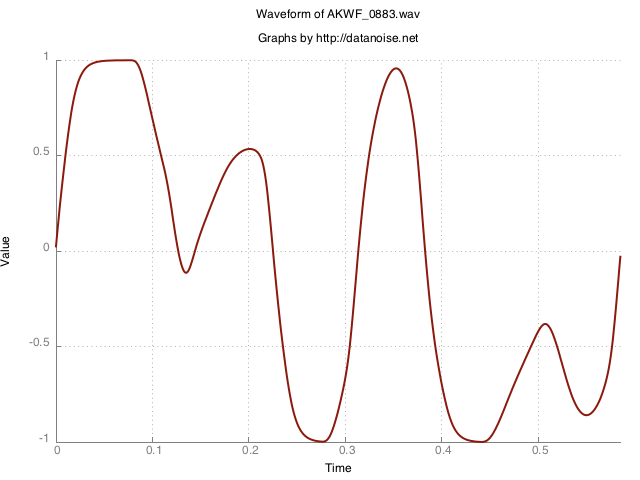 Waveform of AKWF_0883.wav
Graphs by http://datanoise.net
1
0.5
0
-0.5
-1
Value
0 0.1 0.2 0.3 0.4 0.5
Time